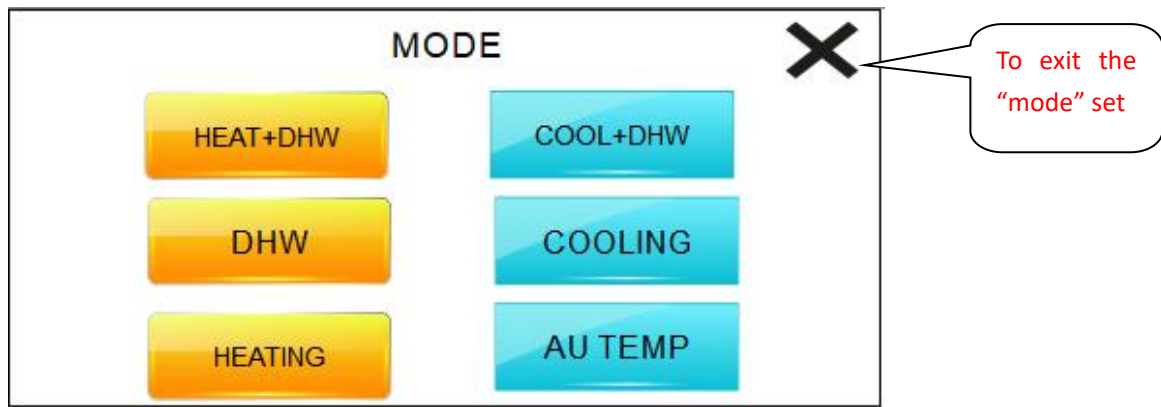 MODE
To exit the
“mode” set
HEAT+DHW
COOL+DHW
DHW
COOLING
HEATING
AU TEMP